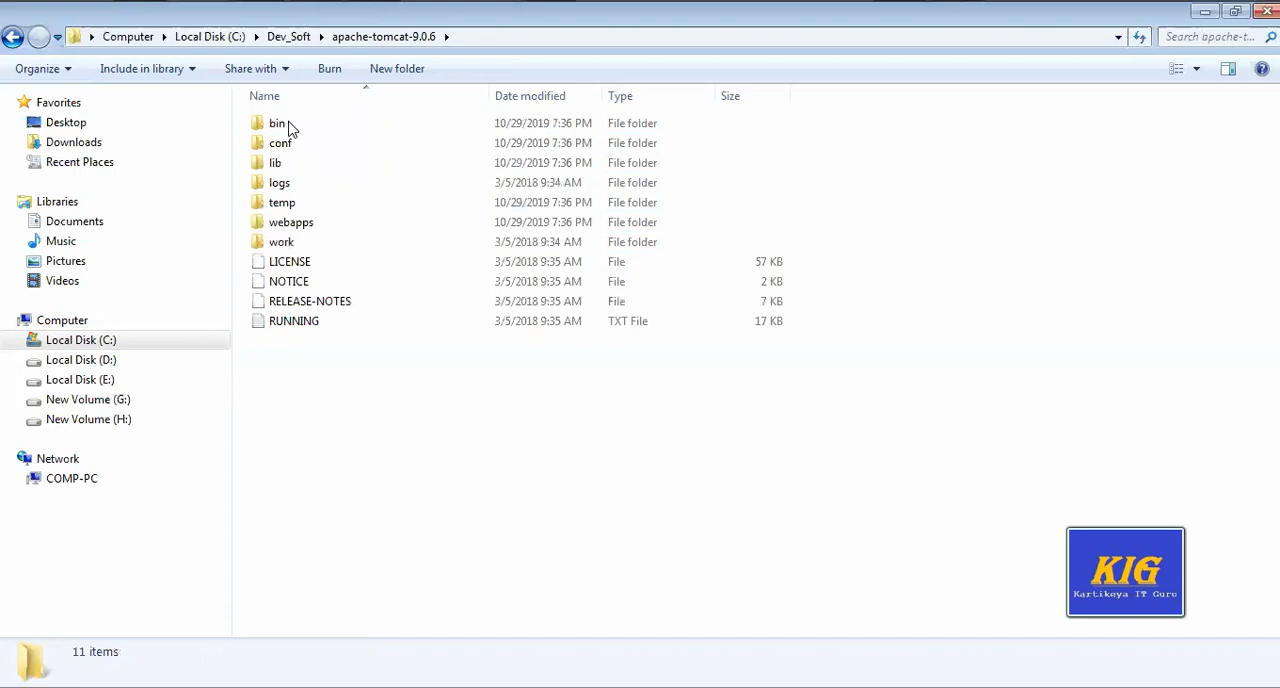 Computer Local Disk (C:) Dev_Soft apache-tomcat-9.0.6
Search apache-t...
Organize Include in library Share with Burn New folder
Favorites
Desktop
Downloads
Recent Places
Libraries
Documents
Music
Pictures
Videos
Computer
Local Disk (C:)
Local Disk (D:)
Local Disk (E:)
New Volume (G:)
New Volume (H:)
Network
COMP-PC
Name Date modified Type Size
bin 10/29/2019 7:36 PM File folder
conf 10/29/2019 7:36 PM File folder
lib 10/29/2019 7:36 PM File folder
logs 3/5/2018 9:34 AM File folder
temp 10/29/2019 7:36 PM File folder
webapps 10/29/2019 7:36 PM File folder
work 3/5/2018 9:34 AM File folder
LICENSE 3/5/2018 9:35 AM File 57 KB
NOTICE 3/5/2018 9:35 AM File 2 KB
RELEASE-NOTES 3/5/2018 9:35 AM File 7 KB
RUNNING 3/5/2018 9:35 AM TXT File 17 KB
KIG
Kartikeya IT Guru
11 items